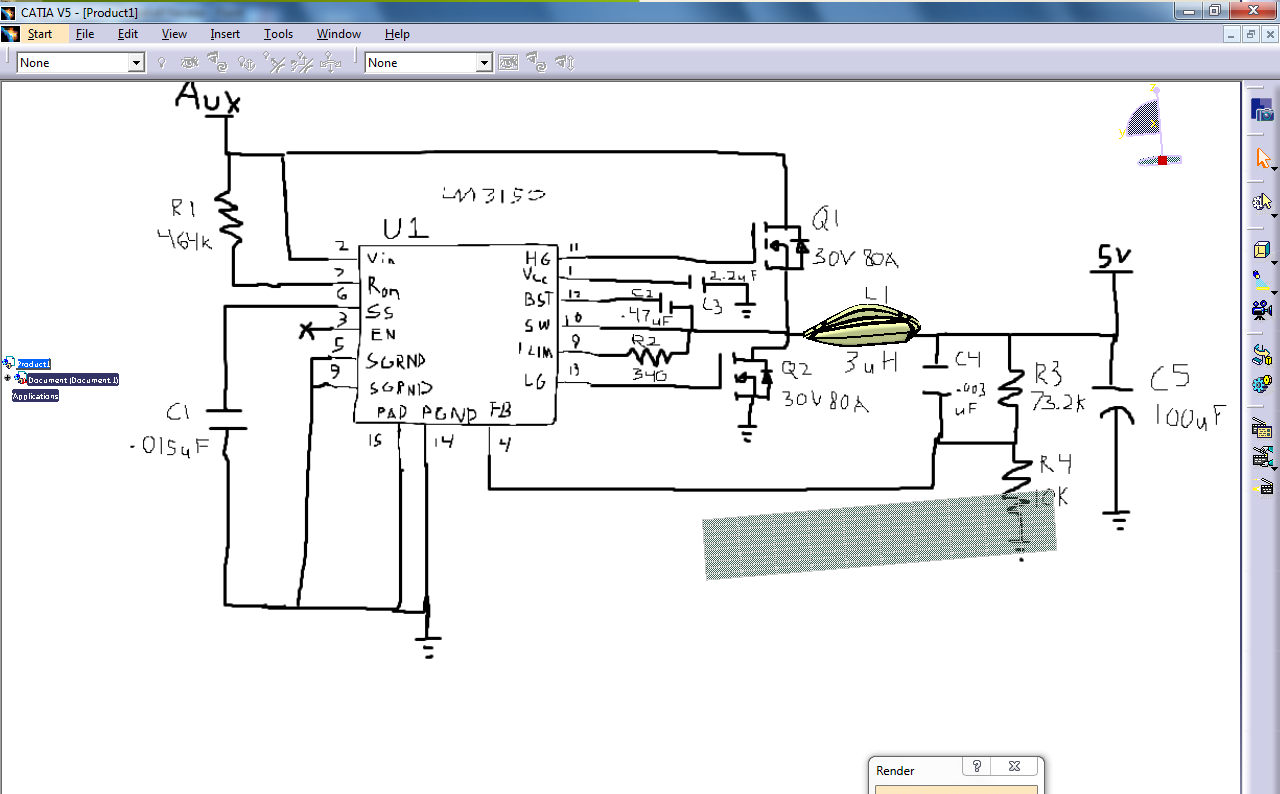 CATIA V5 - [Product1]
Start File Edit View Insert Tools Window Help
None None
Aux
LM3150
R1
464k
U1
Q1
30V 80A
5V
2 Vin
7 Ron
6 SS
3 EN
5 SGRND
9 SGRND
HG 11
Vcc 1
BST 12
SW 10
ILIM 8
LG 13
PAD PGND FB
15 14 4
2.2uF
C3
C2
.47uF
R2
340
L1
3uH
Q2
30V 80A
C4
.003
uF
R3
73.2K
C5
100uF
R4
10K
C1
.015uF
z
y
x
Product1
Document (Document.1)
Applications
Render